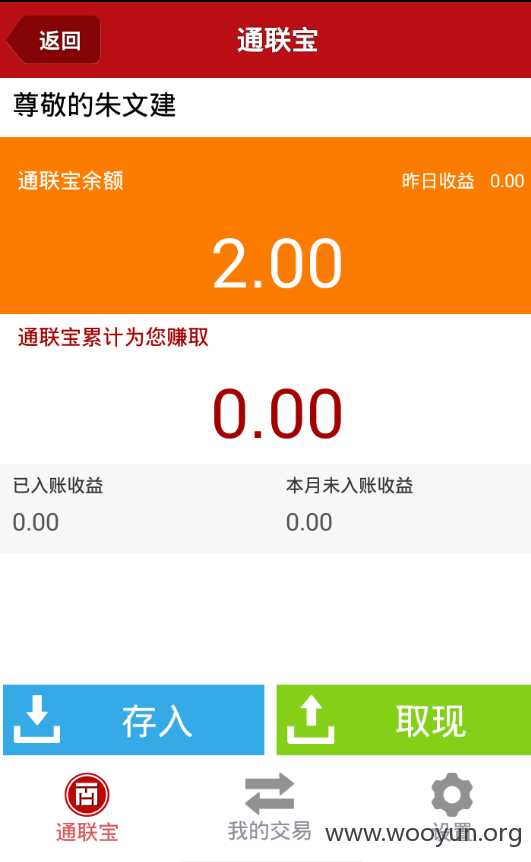 返回
通联宝
尊敬的朱文建
通联宝余额
昨日收益 0.00
2.00
通联宝累计为您赚取
0.00
已入账收益
本月未入账收益
0.00
0.00
存入
取现
通联宝
我的交易
设置
www.wooyun.org